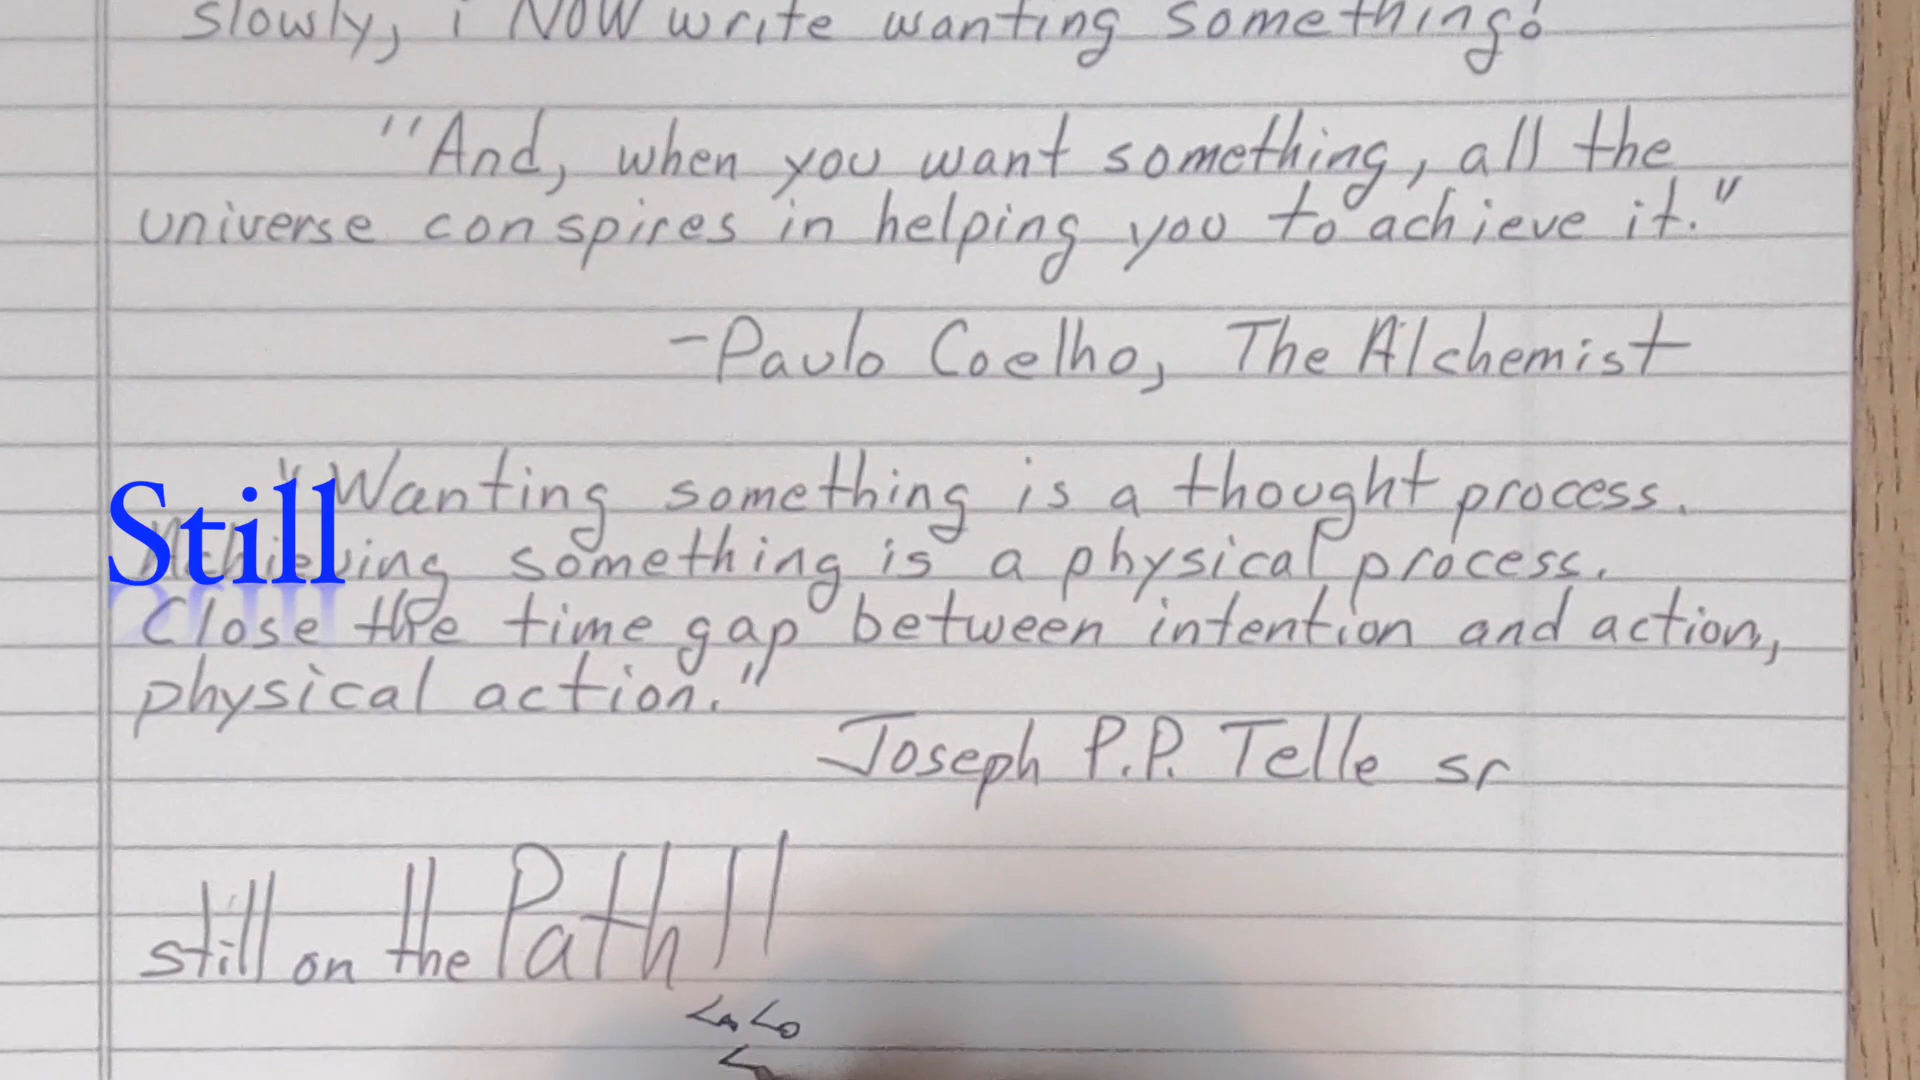 slowly, i NOW write wanting something:
"And, when you want something, all the
universe conspires in helping you to achieve it."
-Paulo Coelho, The Alchemist
"Wanting something is a thought process.
Still
Achieving something is a physical process.
Close the time gap between intention and action,
physical action."
Joseph P.P. Telle sr
still on the Path!!